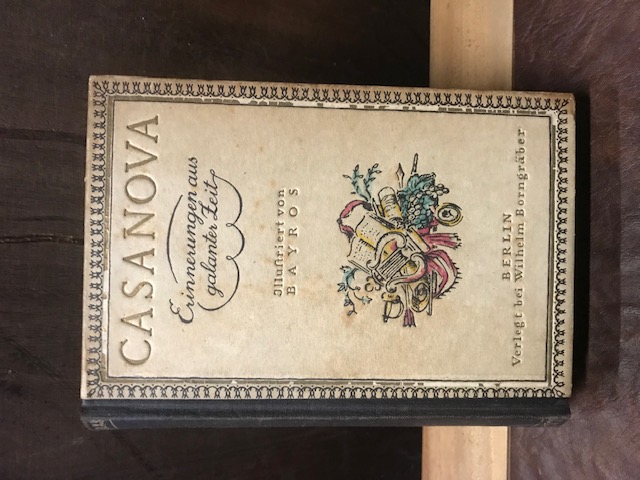 CASANOVA
Erinnerungen aus
galanter Zeit
Illustriert von
BAYROS
BERLIN
Verlegt bei Wilhelm Borngräber